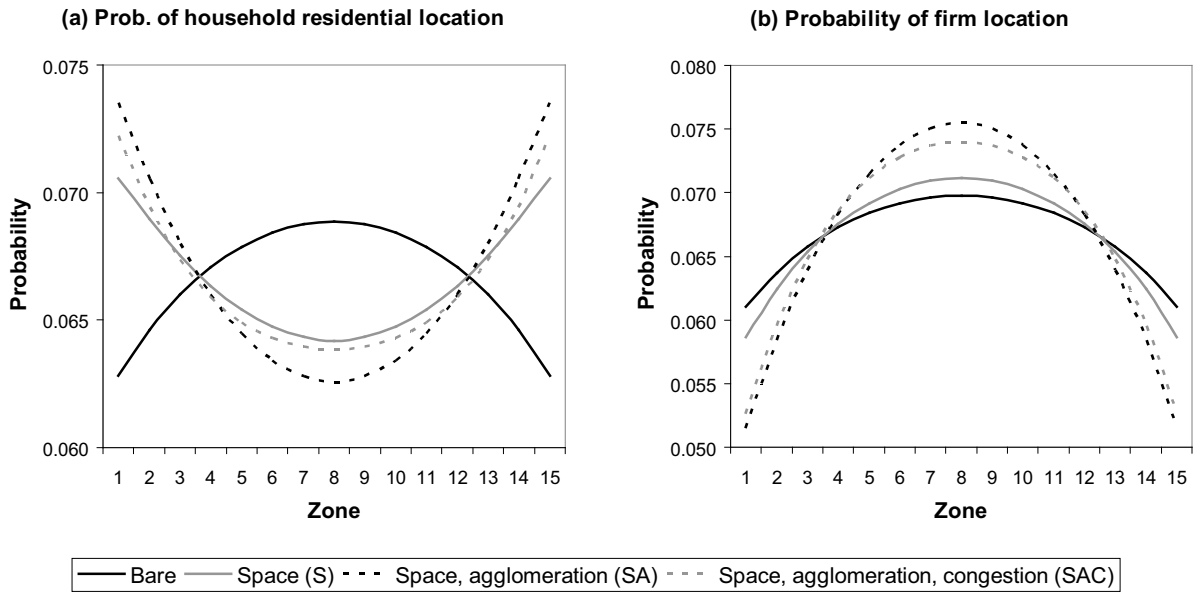 (a) Prob. of household residential location
0.075
0.070
0.065
0.060
Probability
1 2 3 4 5 6 7 8 9 10 11 12 13 14 15
Zone
(b) Probability of firm location
0.080
0.075
0.070
0.065
0.060
0.055
0.050
Probability
1 2 3 4 5 6 7 8 9 10 11 12 13 14 15
Zone
Bare Space (S) Space, agglomeration (SA) Space, agglomeration, congestion (SAC)